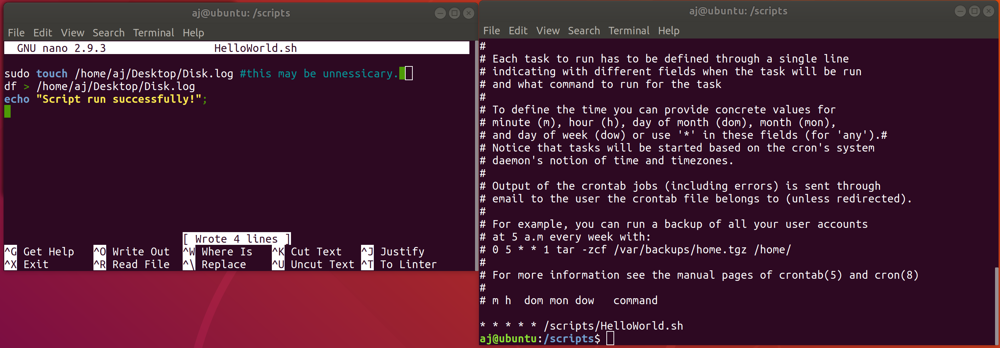 aj@ubuntu: /scripts
File Edit View Search Terminal Help
GNU nano 2.9.3 HelloWorld.sh
sudo touch /home/aj/Desktop/Disk.log #this may be unnessicary.
df > /home/aj/Desktop/Disk.log
echo "Script run successfully!";
[ Wrote 4 lines ]
^G Get Help ^O Write Out ^W Where Is ^K Cut Text ^J Justify
^X Exit ^R Read File ^\ Replace ^U Uncut Text ^T To Linter
aj@ubuntu: /scripts
File Edit View Search Terminal Help
#
# Each task to run has to be defined through a single line
# indicating with different fields when the task will be run
# and what command to run for the task
#
# To define the time you can provide concrete values for
# minute (m), hour (h), day of month (dom), month (mon),
# and day of week (dow) or use '*' in these fields (for 'any').#
# Notice that tasks will be started based on the cron's system
# daemon's notion of time and timezones.
#
# Output of the crontab jobs (including errors) is sent through
# email to the user the crontab file belongs to (unless redirected).
#
# For example, you can run a backup of all your user accounts
# at 5 a.m every week with:
# 0 5 * * 1 tar -zcf /var/backups/home.tgz /home/
#
# For more information see the manual pages of crontab(5) and cron(8)
#
# m h  dom mon dow   command
* * * * * /scripts/HelloWorld.sh
aj@ubuntu:/scripts$